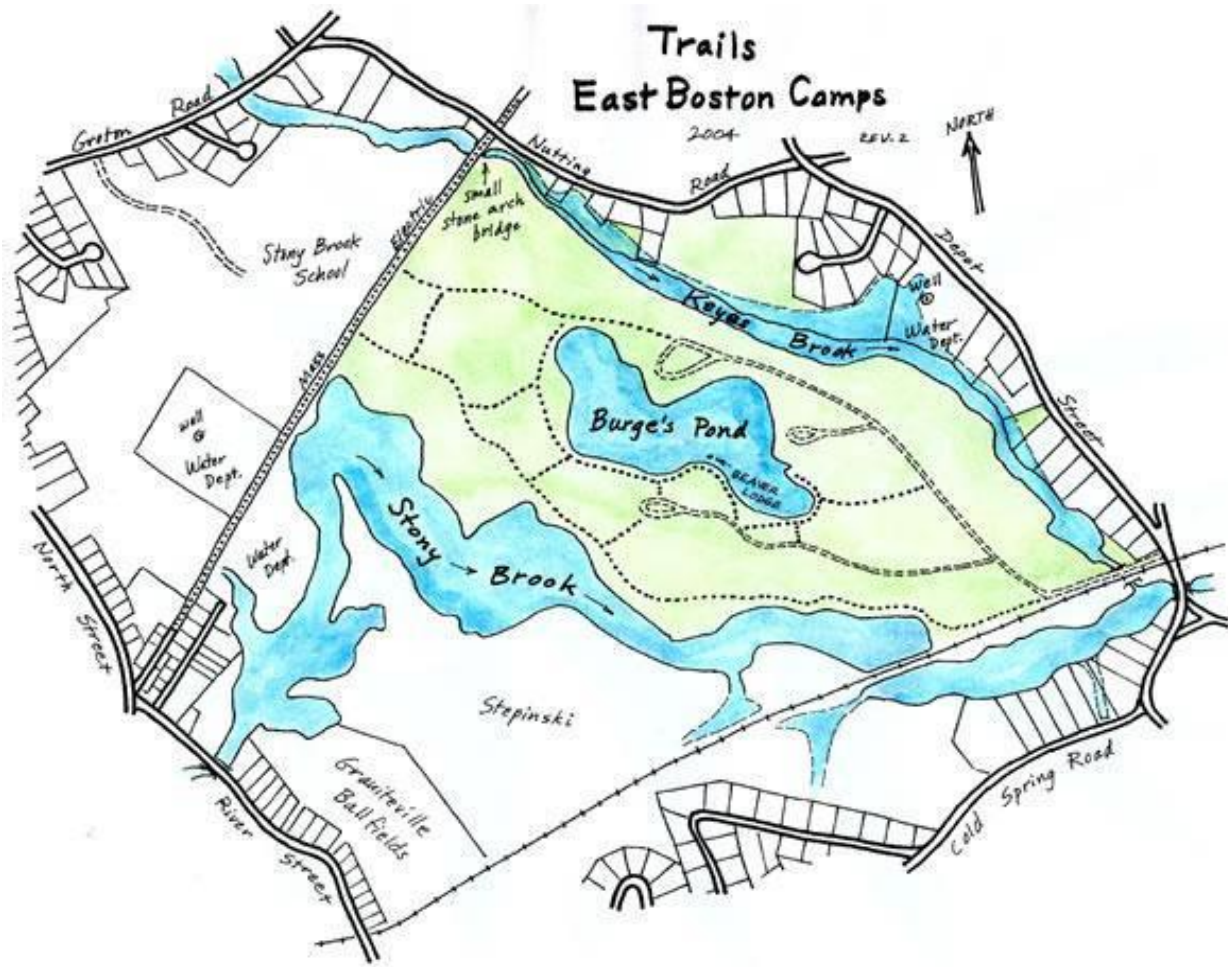 Trails
East Boston Camps
2004 REV. 2
NORTH
Groton Road
Nutting Road
small
stone arch
bridge
Stony Brook
School
Mass Electric
Depot Street
Well
Water
Dept.
Keyes Brook
Burge's Pond
BEAVER
LODGE
well
Water
Dept.
Stony Brook
Water
Dept.
North Street
Stepinski
Graniteville
Ballfields
River Street
Cold Spring Road